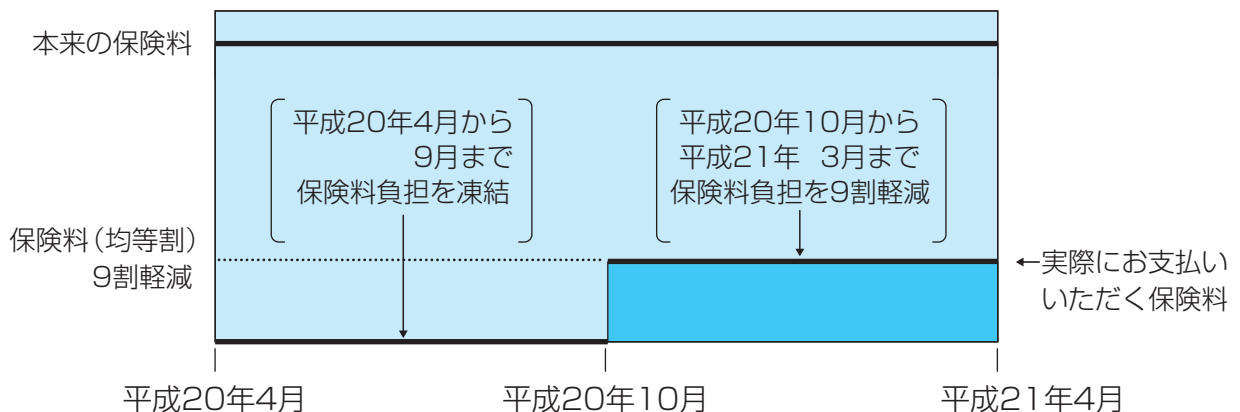 本来の保険料
平成20年4月から
9月まで
保険料負担を凍結
平成20年10月から
平成21年 3月まで
保険料負担を9割軽減
保険料(均等割)
9割軽減
←実際にお支払い
いただく保険料
平成20年4月
平成20年10月
平成21年4月